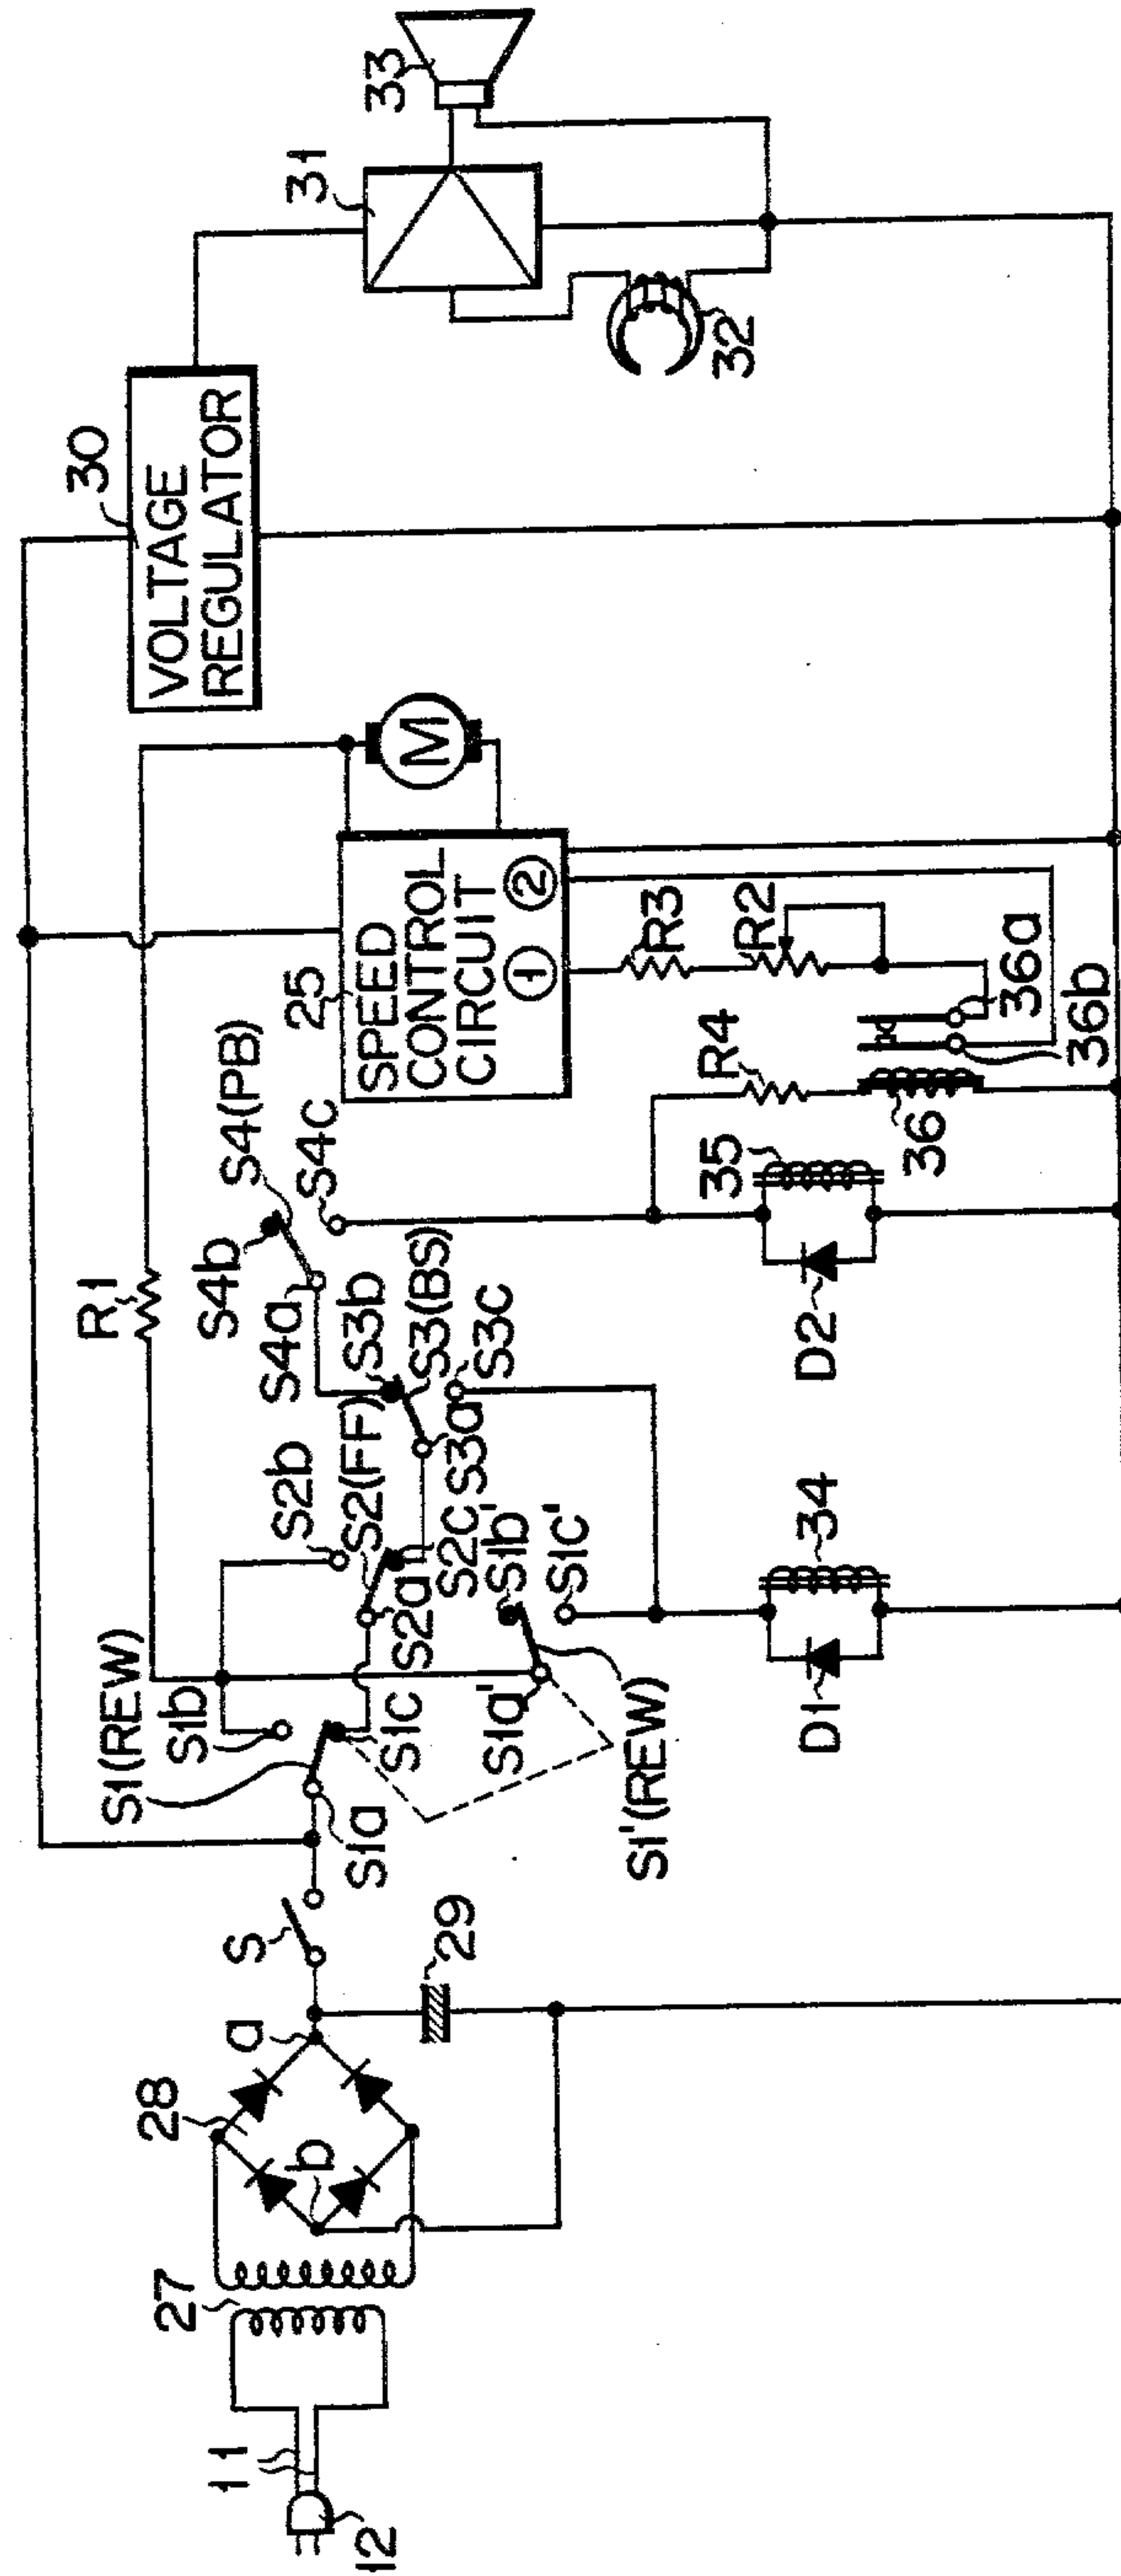 11
12
27
28
a
b
29
S
S1(REW)
S1b
S1a
S1c
S2b
S2(FF)
S2a
S2c
S1b'
S1a'
S1c'
S1'(REW)
R1
S4b
S4(PB)
S4a
S4c
S3b
S3(BS)
S3a
S3c
D1
34
D2
35
R4
36
36a
36b
R3
R2
25
SPEED
CONTROL
CIRCUIT
1
2
M
30
VOLTAGE
REGULATOR
31
32
33